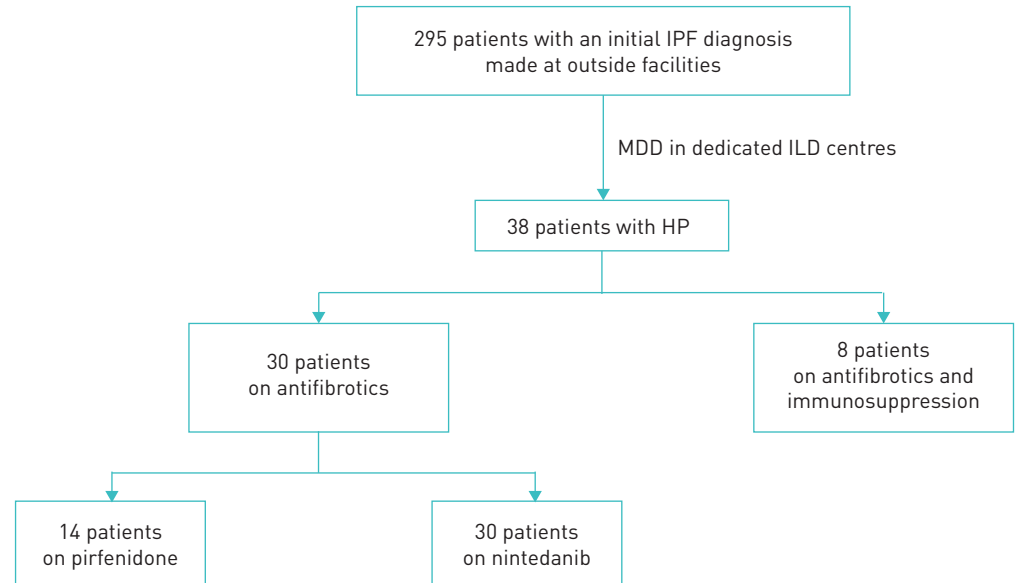 295 patients with an initial IPF diagnosis
made at outside facilities
MDD in dedicated ILD centres
38 patients with HP
30 patients
on antifibrotics
8 patients
on antifibrotics and
immunosuppression
14 patients
on pirfenidone
30 patients
on nintedanib